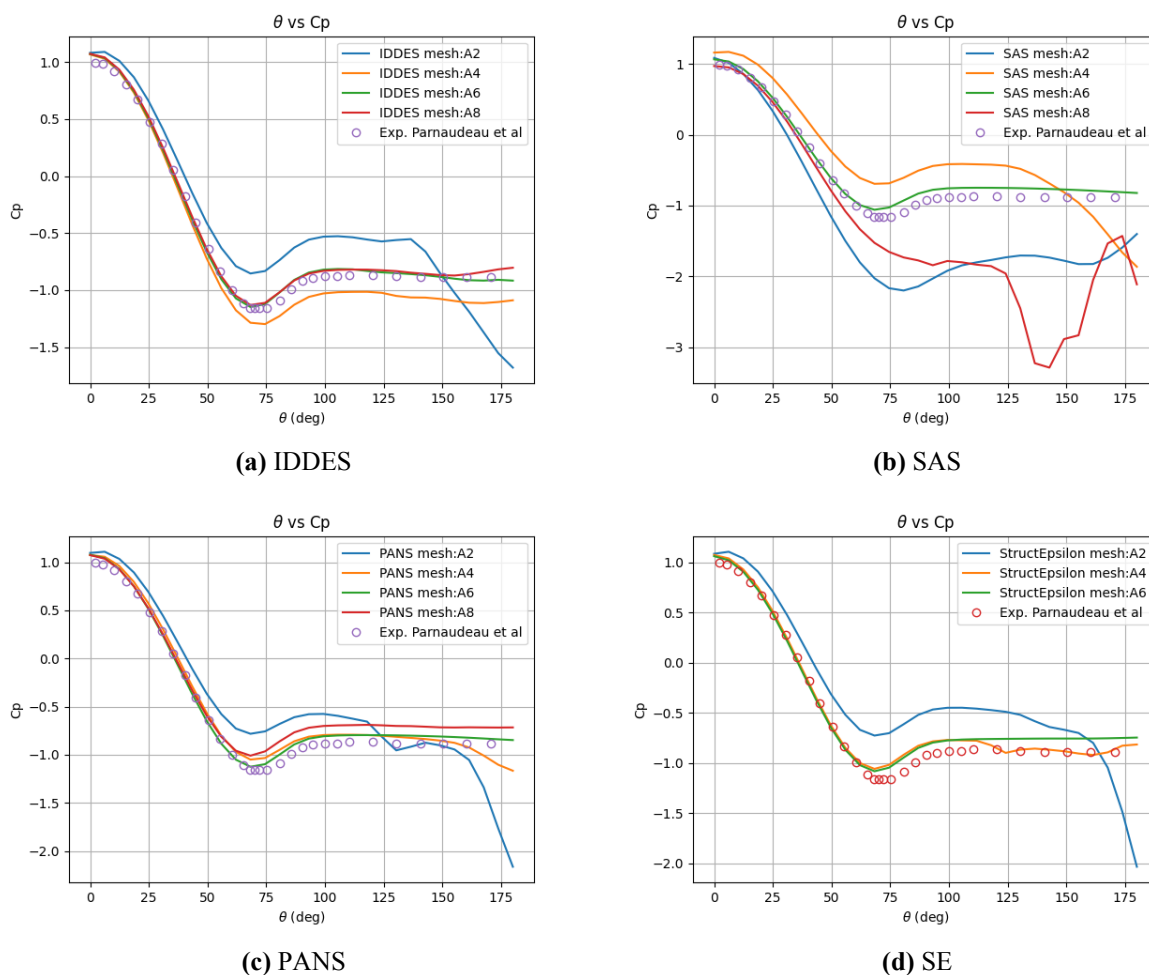 θ vs Cp
IDDES mesh:A2
IDDES mesh:A4
IDDES mesh:A6
IDDES mesh:A8
Exp. Parnaudeau et al
1.0
0.5
0.0
−0.5
−1.0
−1.5
Cp
0 25 50 75 100 125 150 175
θ (deg)
(a) IDDES
θ vs Cp
SAS mesh:A2
SAS mesh:A4
SAS mesh:A6
SAS mesh:A8
Exp. Parnaudeau et al
1
0
−1
−2
−3
Cp
0 25 50 75 100 125 150 175
θ (deg)
(b) SAS
θ vs Cp
PANS mesh:A2
PANS mesh:A4
PANS mesh:A6
PANS mesh:A8
Exp. Parnaudeau et al
1.0
0.5
0.0
−0.5
−1.0
−1.5
−2.0
Cp
0 25 50 75 100 125 150 175
θ (deg)
(c) PANS
θ vs Cp
StructEpsilon mesh:A2
StructEpsilon mesh:A4
StructEpsilon mesh:A6
Exp. Parnaudeau et al
1.0
0.5
0.0
−0.5
−1.0
−1.5
−2.0
Cp
0 25 50 75 100 125 150 175
θ (deg)
(d) SE